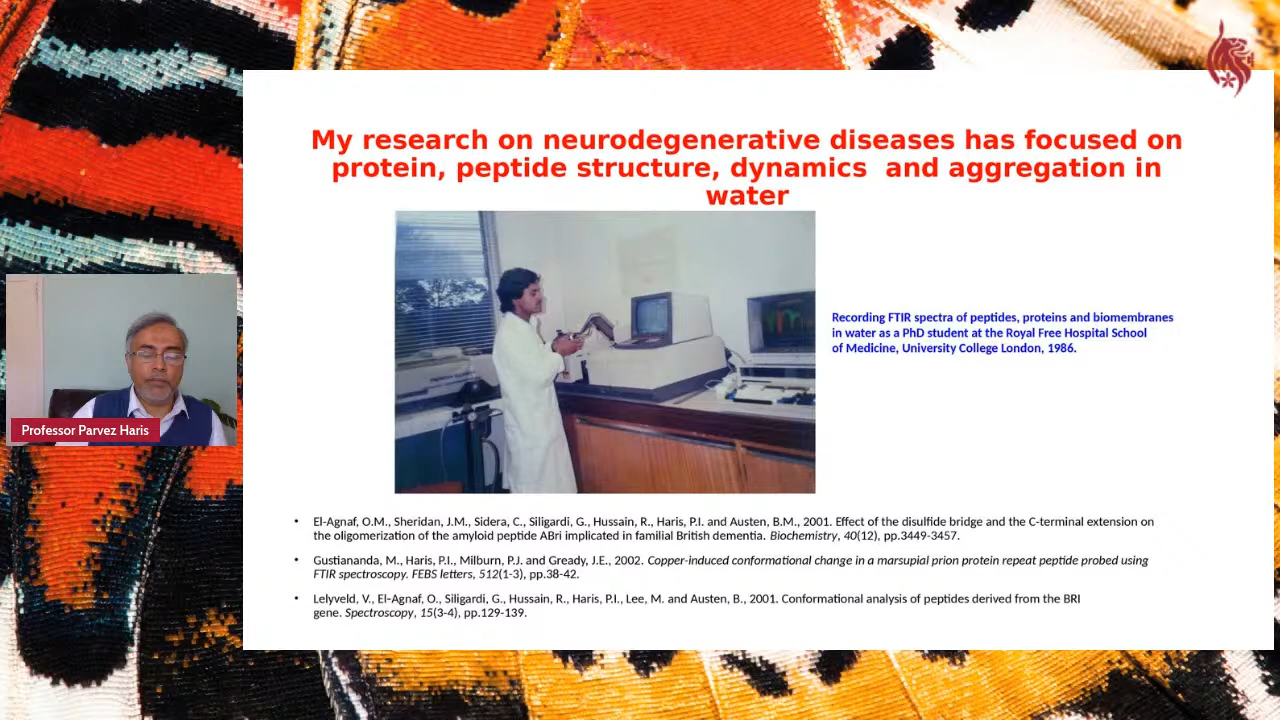 My research on neurodegenerative diseases has focused on
protein, peptide structure, dynamics  and aggregation in
water
Recording FTIR spectra of peptides, proteins and biomembranes
in water as a PhD student at the Royal Free Hospital School
of Medicine, University College London, 1986.
Professor Parvez Haris
• El-Agnaf, O.M., Sheridan, J.M., Sidera, C., Siligardi, G., Hussain, R., Haris, P.I. and Austen, B.M., 2001. Effect of the disulfide bridge and the C-terminal extension on
the oligomerization of the amyloid peptide ABri implicated in familial British dementia. Biochemistry, 40(12), pp.3449-3457.
• Gustiananda, M., Haris, P.I., Milburn, P.J. and Gready, J.E., 2002. Copper-induced conformational change in a marsupial prion protein repeat peptide probed using
FTIR spectroscopy. FEBS letters, 512(1-3), pp.38-42.
• Lelyveld, V., El-Agnaf, O., Siligardi, G., Hussain, R., Haris, P.I., Lee, M. and Austen, B., 2001. Conformational analysis of peptides derived from the BRI
gene. Spectroscopy, 15(3-4), pp.129-139.